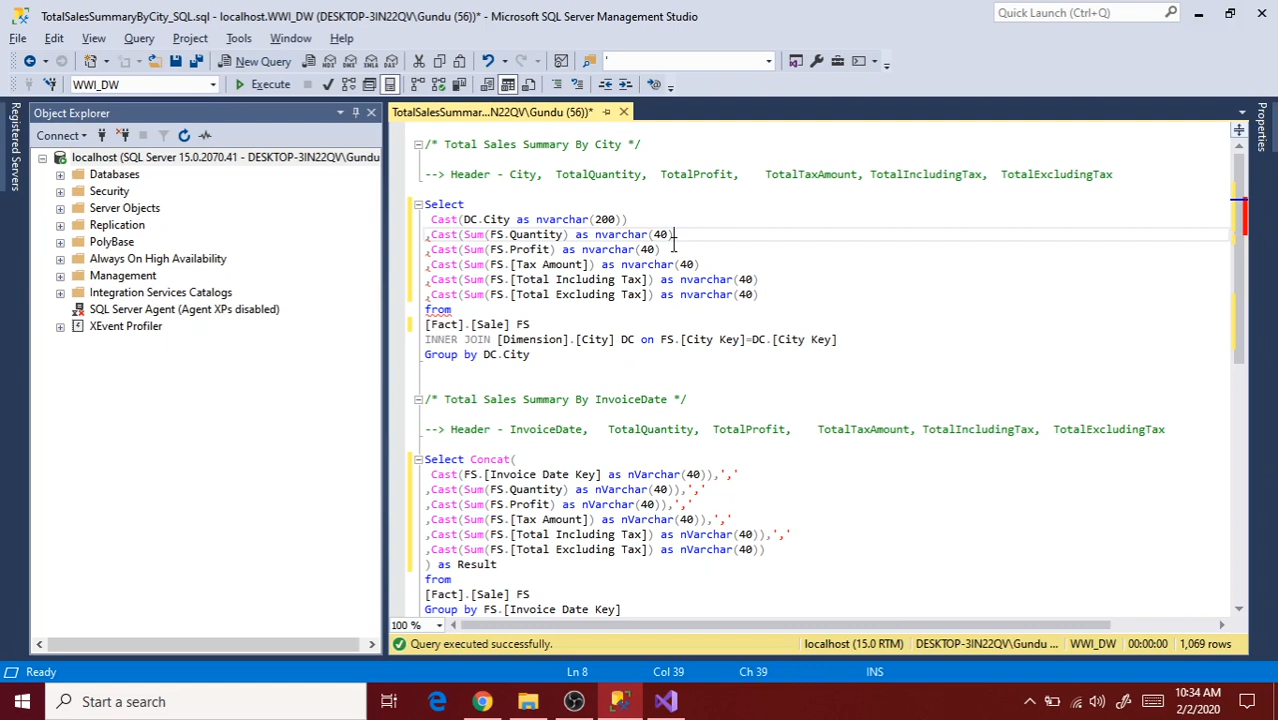 TotalSalesSummaryByCity_SQL.sql - localhost.WWI_DW (DESKTOP-3IN22QV\Gundu (56))* - Microsoft SQL Server Management Studio
Quick Launch (Ctrl+Q)
File Edit View Query Project Tools Window Help
New Query
MDX DMX XMLA DAX
'
WWI_DW
Execute
Registered Servers
Object Explorer
TotalSalesSummar...N22QV\Gundu (56))*
Properties
Connect
localhost (SQL Server 15.0.2070.41 - DESKTOP-3IN22QV\Gundu
Databases
Security
Server Objects
Replication
PolyBase
Always On High Availability
Management
Integration Services Catalogs
SQL Server Agent (Agent XPs disabled)
XEvent Profiler
/* Total Sales Summary By City */
--> Header - City, TotalQuantity, TotalProfit, TotalTaxAmount, TotalIncludingTax, TotalExcludingTax
Select
Cast(DC.City as nvarchar(200))
,Cast(Sum(FS.Quantity) as nvarchar(40)
,Cast(Sum(FS.Profit) as nvarchar(40)
,Cast(Sum(FS.[Tax Amount]) as nvarchar(40)
,Cast(Sum(FS.[Total Including Tax]) as nvarchar(40)
,Cast(Sum(FS.[Total Excluding Tax]) as nvarchar(40)
from
[Fact].[Sale] FS
INNER JOIN [Dimension].[City] DC on FS.[City Key]=DC.[City Key]
Group by DC.City
/* Total Sales Summary By InvoiceDate */
--> Header - InvoiceDate, TotalQuantity, TotalProfit, TotalTaxAmount, TotalIncludingTax, TotalExcludingTax
Select Concat(
Cast(FS.[Invoice Date Key] as nVarchar(40)),','
,Cast(Sum(FS.Quantity) as nVarchar(40)),','
,Cast(Sum(FS.Profit) as nVarchar(40)),','
,Cast(Sum(FS.[Tax Amount]) as nVarchar(40)),','
,Cast(Sum(FS.[Total Including Tax]) as nVarchar(40)),','
,Cast(Sum(FS.[Total Excluding Tax]) as nVarchar(40))
) as Result
from
[Fact].[Sale] FS
Group by FS.[Invoice Date Key]
100 %
Query executed successfully. localhost (15.0 RTM) DESKTOP-3IN22QV\Gundu ... WWI_DW 00:00:00 1,069 rows
Ready Ln 8 Col 39 Ch 39 INS
Start a search
10:34 AM
2/2/2020